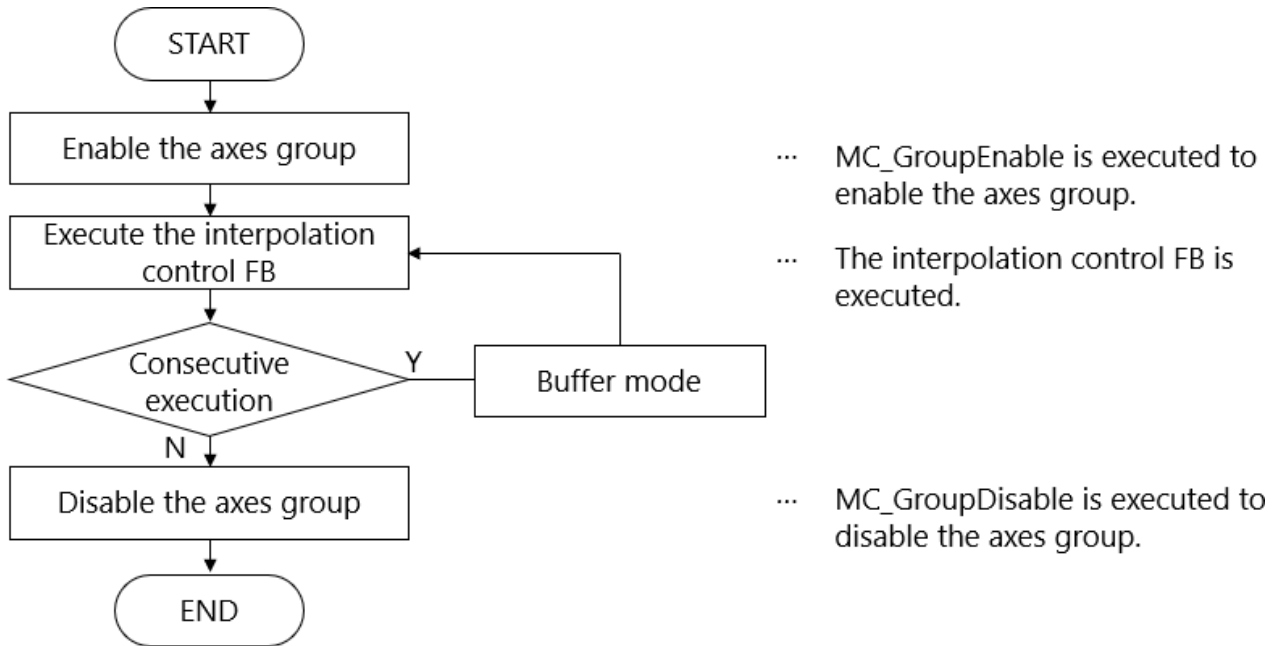 START
Enable the axes group
··· MC_GroupEnable is executed to
enable the axes group.
Execute the interpolation
control FB
··· The interpolation control FB is
executed.
Consecutive
execution
Y
Buffer mode
N
Disable the axes group
··· MC_GroupDisable is executed to
disable the axes group.
END